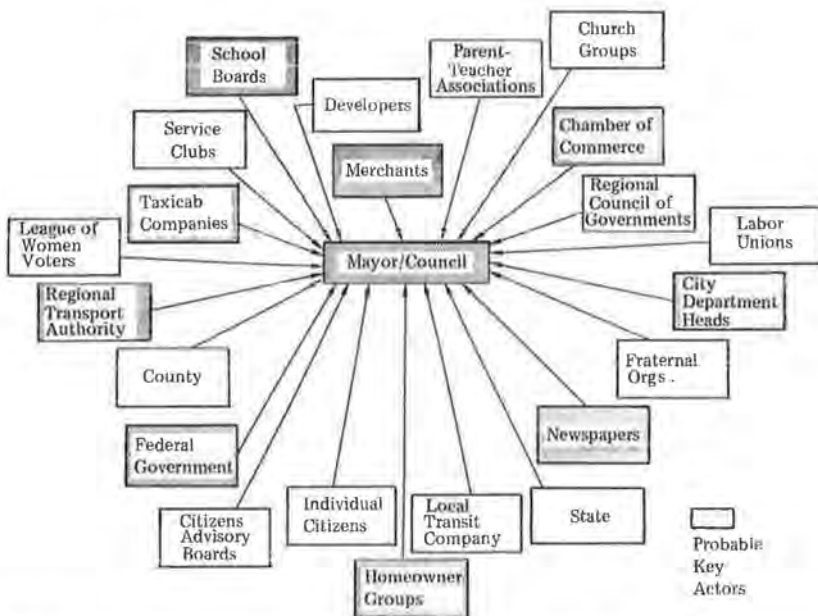 School
Boards
Developers
Parent-
Teacher
Associations
Church
Groups
Service
Clubs
Merchants
Chamber of
Commerce
Taxicab
Companies
Regional
Council of
Governments
League of
Women
Voters
Mayor/Council
Labor
Unions
Regional
Transport
Authority
City
Department
Heads
County
Fraternal
Orgs.
Federal
Government
Newspapers
Citizens
Advisory
Boards
Individual
Citizens
Local
Transit
Company
State
Homeowner
Groups
Probable
Key
Actors